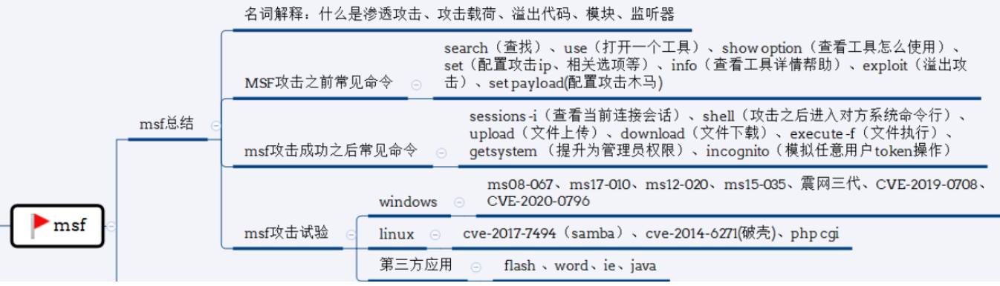 名词解释：什么是渗透攻击、攻击载荷、溢出代码、模块、监听器
search（查找）、use（打开一个工具）、show option（查看工具怎么使用）、
set（配置攻击ip、相关选项等）、info（查看工具详情帮助）、exploit（溢出攻
击）、set payload(配置攻击木马)
MSF攻击之前常见命令
msf总结
sessions -i（查看当前连接会话）、shell（攻击之后进入对方系统命令行）、
upload（文件上传）、download（文件下载）、execute -f（文件执行）、
getsystem （提升为管理员权限）、incognito（模拟任意用户token操作）
msf攻击成功之后常见命令
ms08-067、ms17-010、ms12-020、ms15-035、震网三代、CVE-2019-0708、
CVE-2020-0796
windows
msf
msf攻击试验
linux
cve-2017-7494（samba）、cve-2014-6271(破壳)、php cgi
第三方应用
flash 、word、ie、java